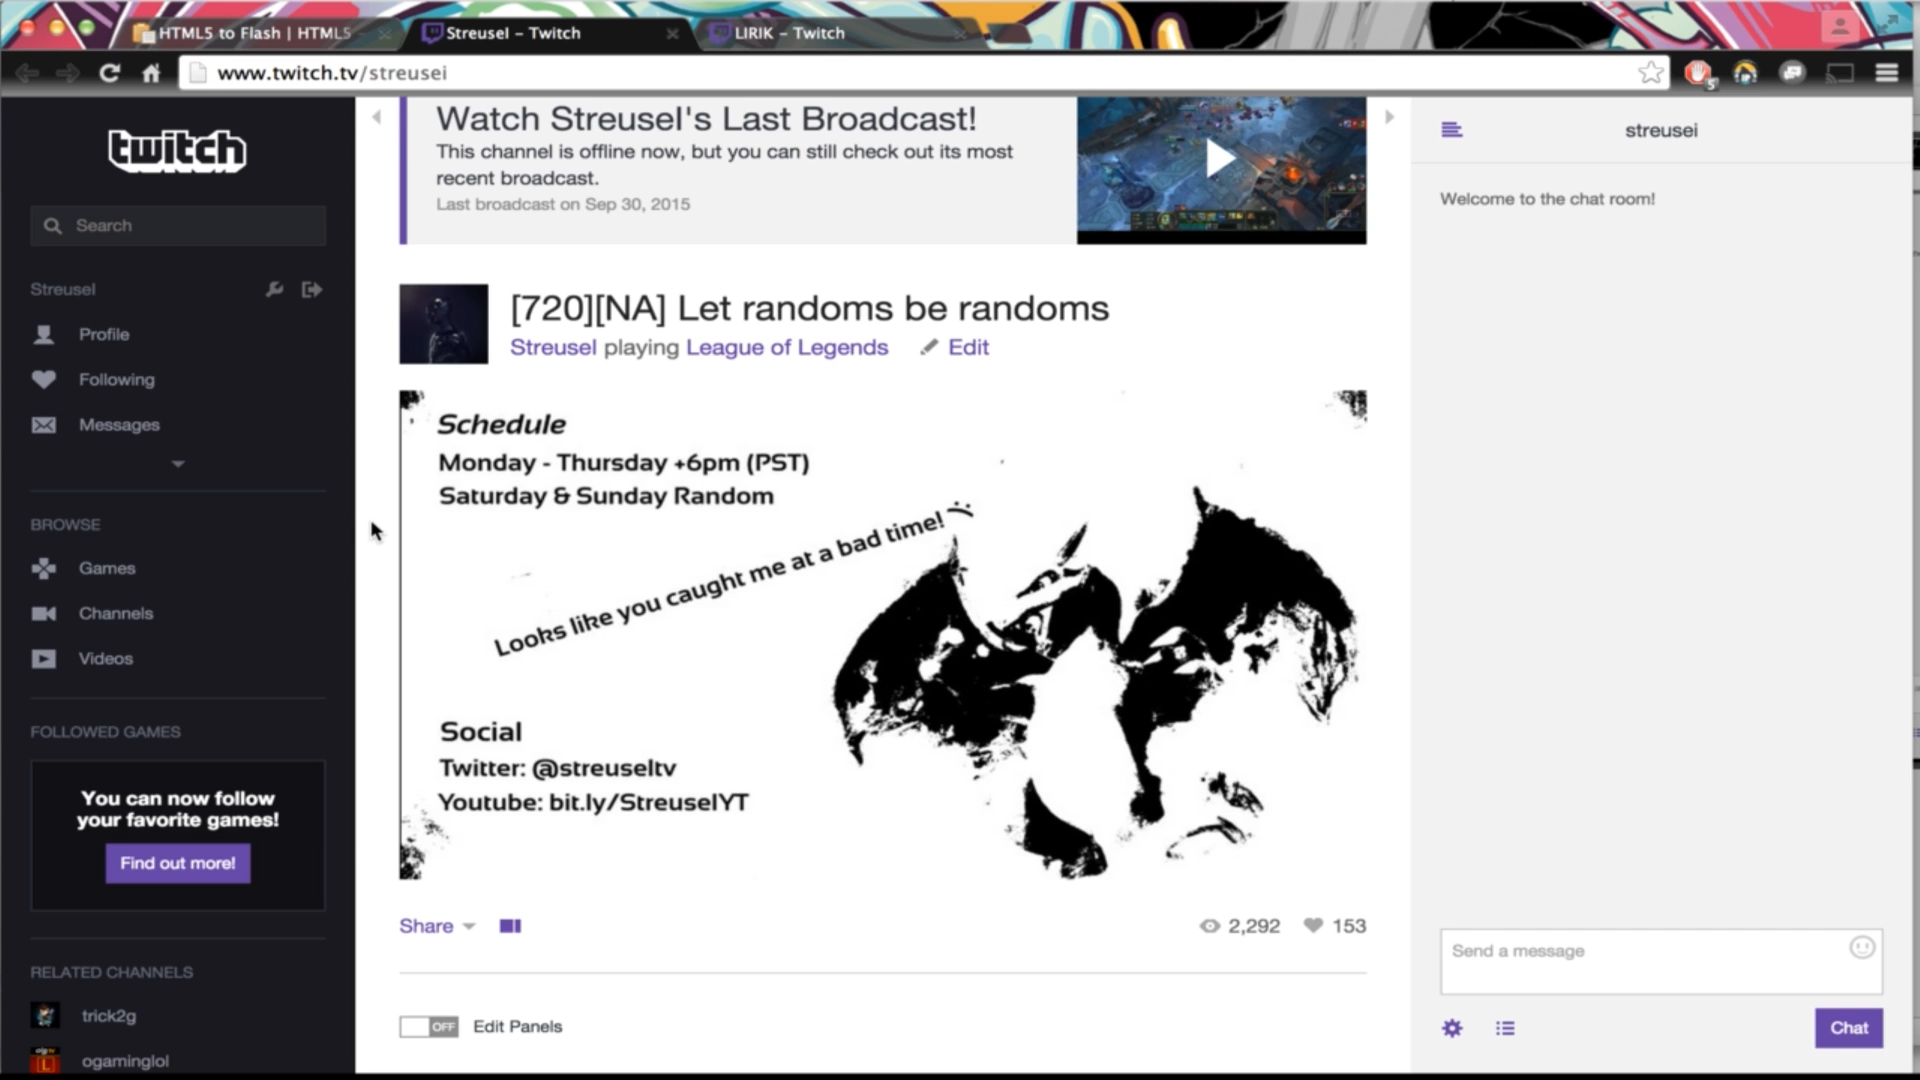 HTML5 to Flash | HTML5
Streusel – Twitch
LIRIK – Twitch
www.twitch.tv/streusei
5
twitch
Search
Streusel
Profile
Following
Messages
BROWSE
Games
Channels
Videos
FOLLOWED GAMES
You can now follow
your favorite games!
Find out more!
RELATED CHANNELS
trick2g
ogaminglol
Watch Streusel's Last Broadcast!
This channel is offline now, but you can still check out its most
recent broadcast.
Last broadcast on Sep 30, 2015
[720][NA] Let randoms be randoms
Streusel playing League of Legends
Edit
Schedule
Monday - Thursday +6pm (PST)
Saturday & Sunday Random
Looks like you caught me at a bad time! :(
Social
Twitter: @streuseltv
Youtube: bit.ly/StreuselYT
Share
2,292
153
OFF
Edit Panels
streusei
Welcome to the chat room!
Send a message
Chat